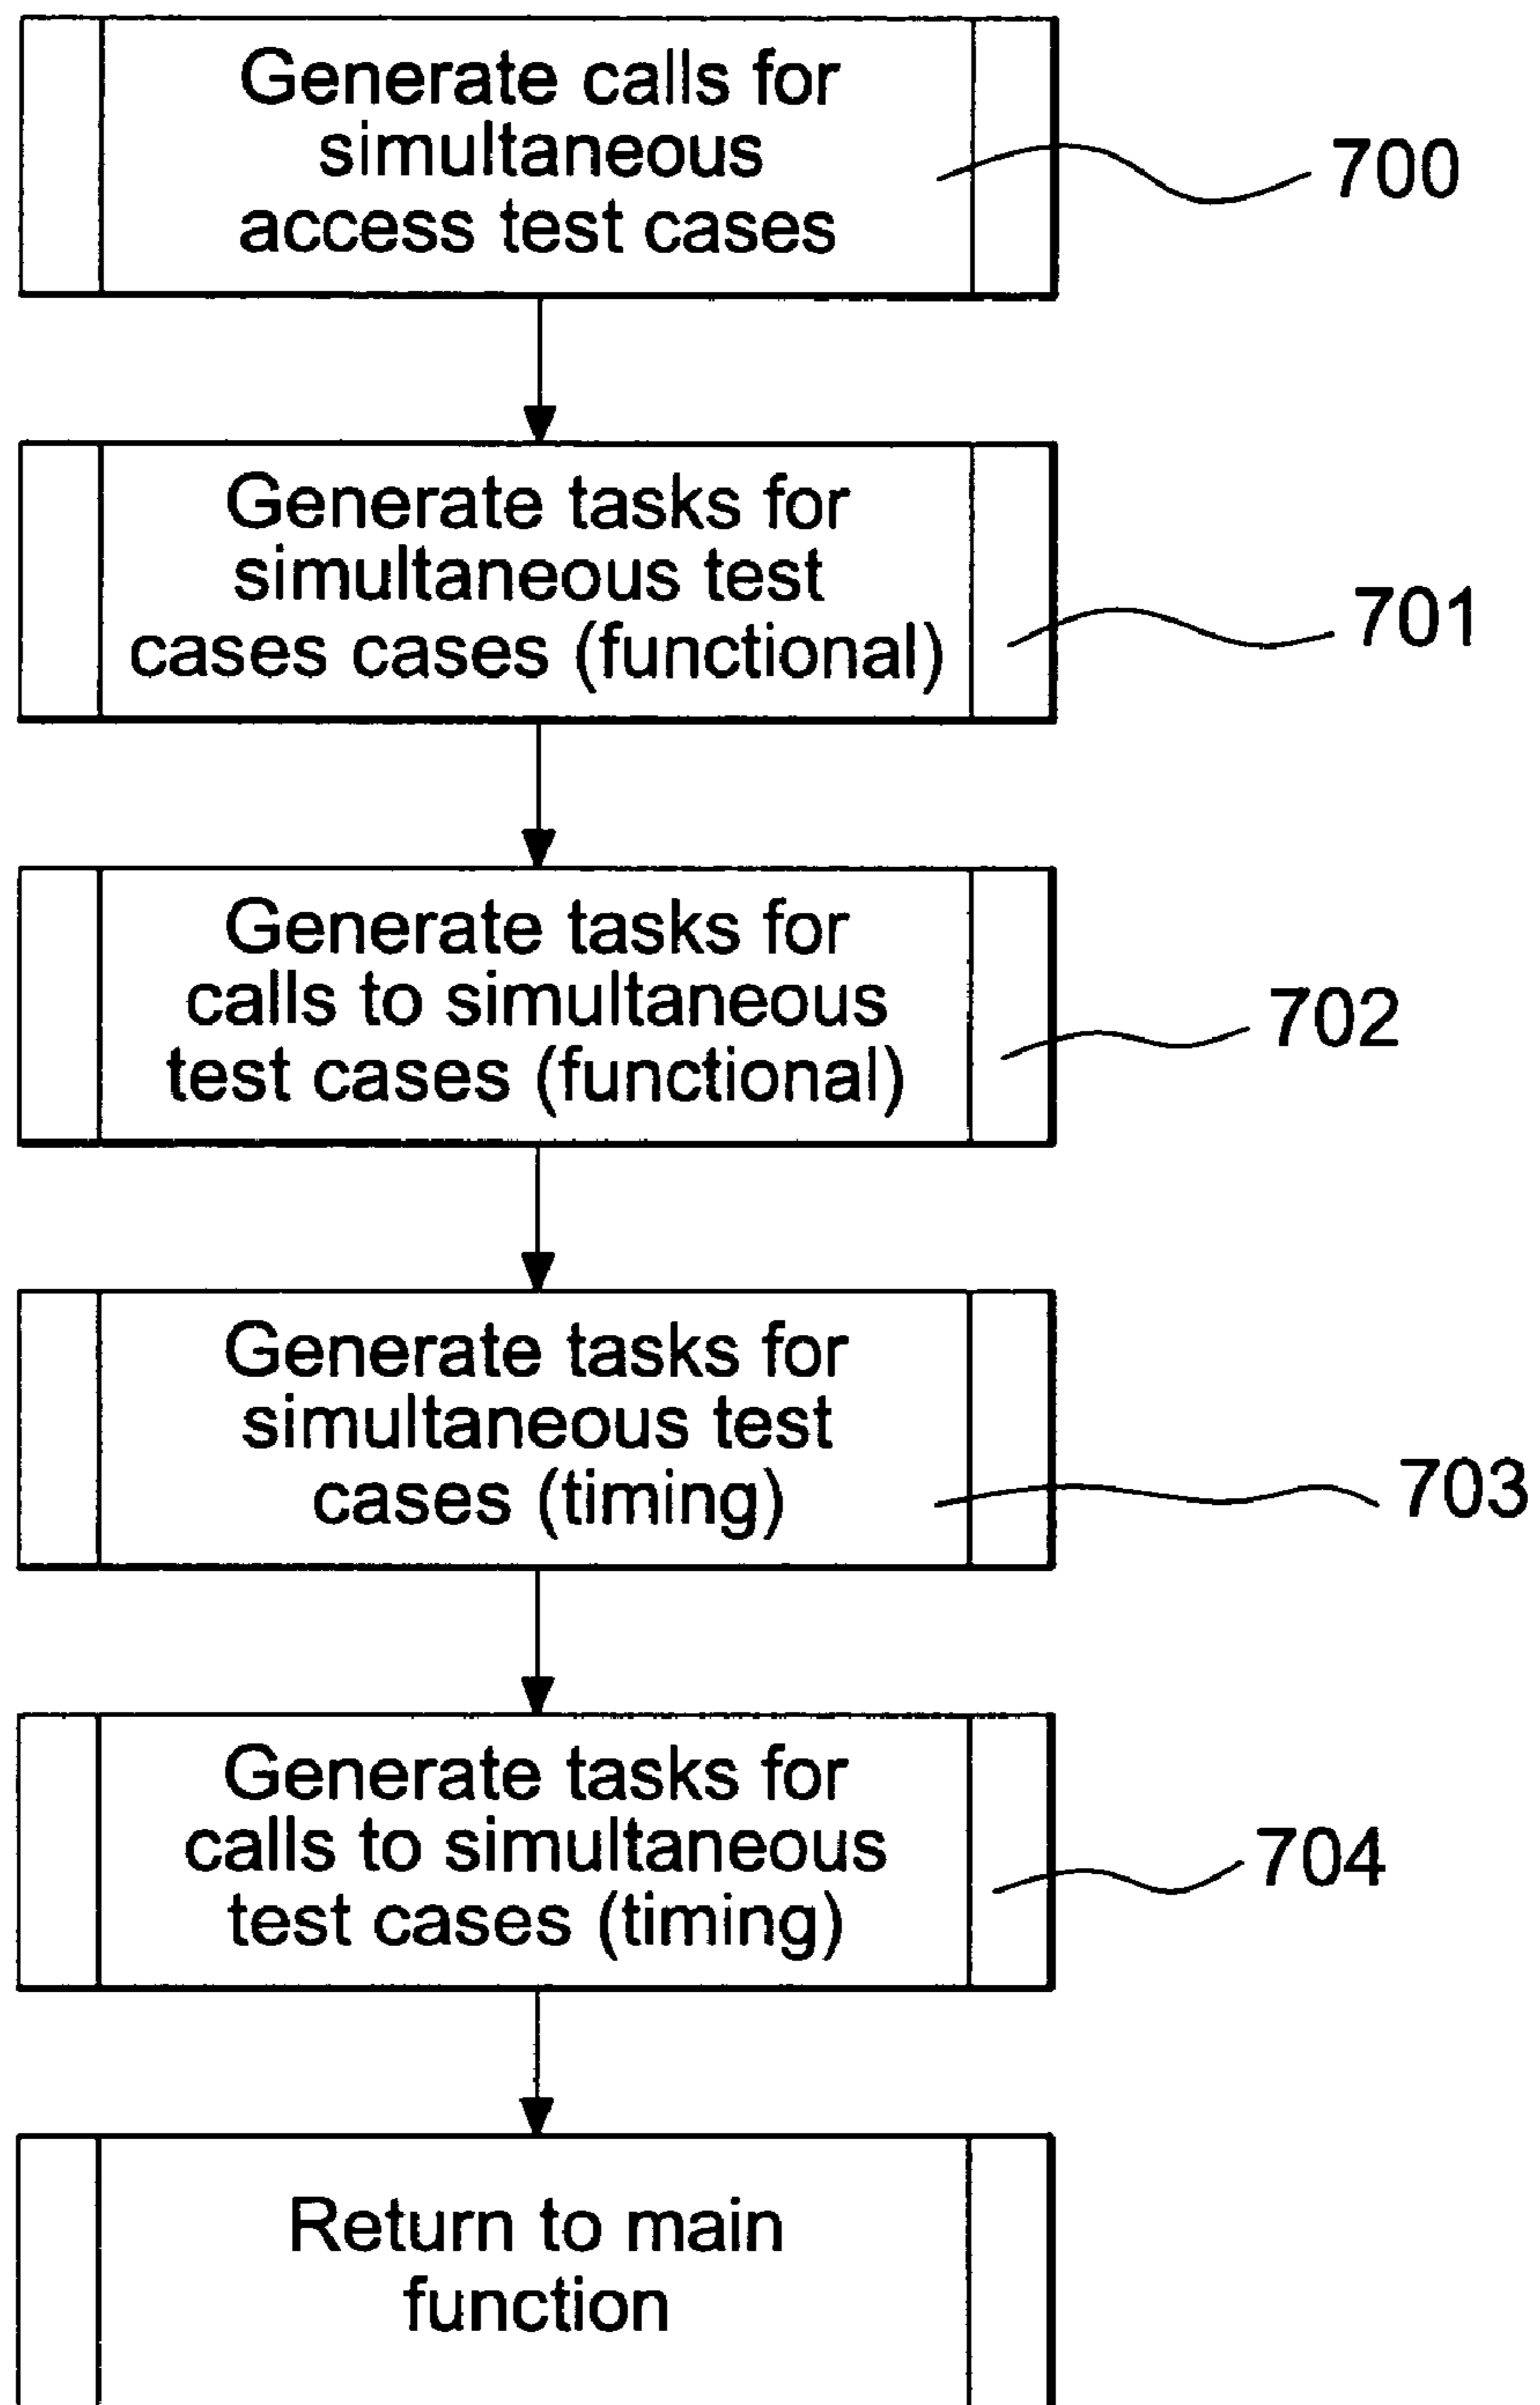 Generate calls for
simultaneous
access test cases
700
Generate tasks for
simultaneous test
cases cases (functional)
701
Generate tasks for
calls to simultaneous
test cases (functional)
702
Generate tasks for
simultaneous test
cases (timing)
703
Generate tasks for
calls to simultaneous
test cases (timing)
704
Return to main
function